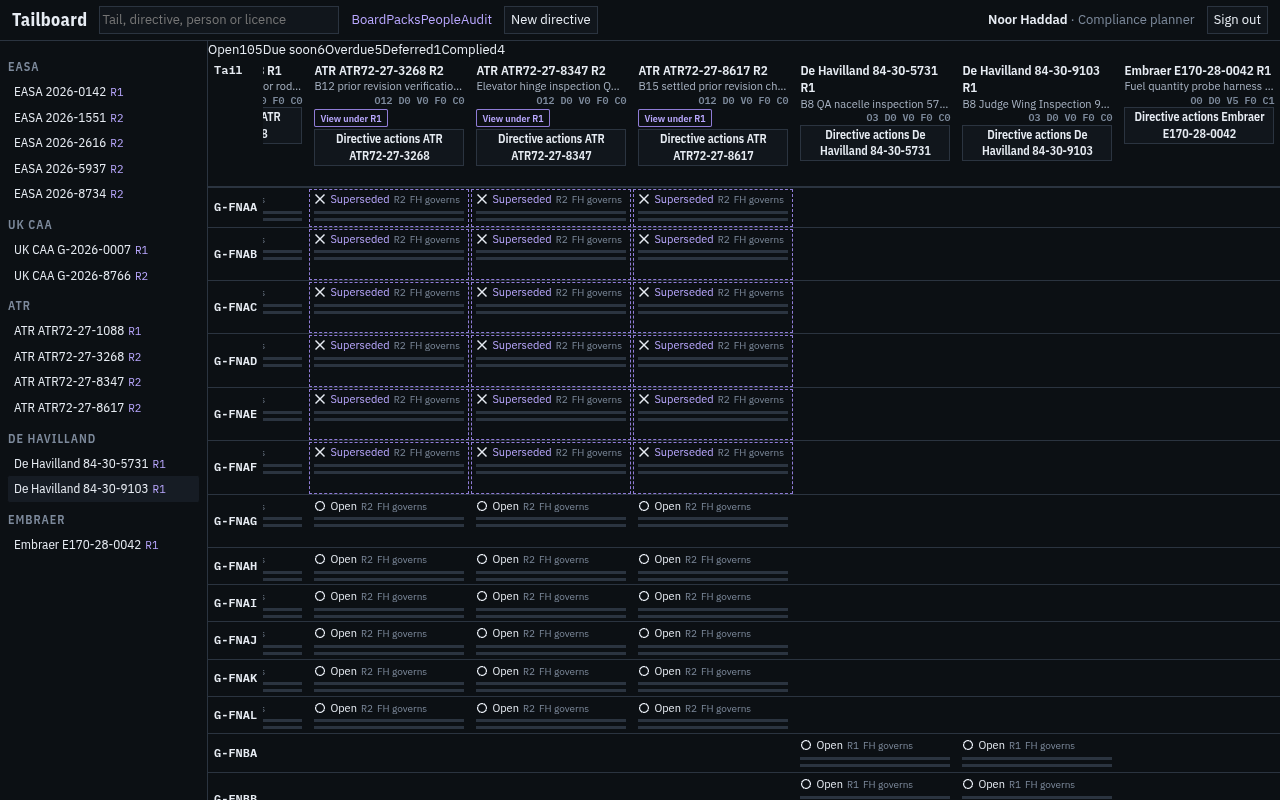 Tailboard Tail, directive, person or licence Board Packs People Audit New directive Noor Haddad · Compliance planner Sign out
EASA
EASA 2026-0142 R1
EASA 2026-1551 R2
EASA 2026-2616 R2
EASA 2026-5937 R2
EASA 2026-8734 R2
UK CAA
UK CAA G-2026-0007 R1
UK CAA G-2026-8766 R2
ATR
ATR ATR72-27-1088 R1
ATR ATR72-27-3268 R2
ATR ATR72-27-8347 R2
ATR ATR72-27-8617 R2
DE HAVILLAND
De Havilland 84-30-5731 R1
De Havilland 84-30-9103 R1
EMBRAER
Embraer E170-28-0042 R1
Open105Due soon6Overdue5Deferred1Complied4
Tail
R1
or rod...
0 F0 C0
ATR
8
ATR ATR72-27-3268 R2
B12 prior revision verificatio...
O12 D0 V0 F0 C0
View under R1
Directive actions ATR
ATR72-27-3268
ATR ATR72-27-8347 R2
Elevator hinge inspection Q...
O12 D0 V0 F0 C0
View under R1
Directive actions ATR
ATR72-27-8347
ATR ATR72-27-8617 R2
B15 settled prior revision ch...
O12 D0 V0 F0 C0
View under R1
Directive actions ATR
ATR72-27-8617
De Havilland 84-30-5731
R1
B8 QA nacelle inspection 57...
O3 D0 V0 F0 C0
Directive actions De
Havilland 84-30-5731
De Havilland 84-30-9103
R1
B8 Judge Wing Inspection 9...
O3 D0 V0 F0 C0
Directive actions De
Havilland 84-30-9103
Embraer E170-28-0042 R1
Fuel quantity probe harness ...
O0 D0 V5 F0 C1
Directive actions Embraer
E170-28-0042
G-FNAA Superseded R2 FH governs Superseded R2 FH governs Superseded R2 FH governs
G-FNAB Superseded R2 FH governs Superseded R2 FH governs Superseded R2 FH governs
G-FNAC Superseded R2 FH governs Superseded R2 FH governs Superseded R2 FH governs
G-FNAD Superseded R2 FH governs Superseded R2 FH governs Superseded R2 FH governs
G-FNAE Superseded R2 FH governs Superseded R2 FH governs Superseded R2 FH governs
G-FNAF Superseded R2 FH governs Superseded R2 FH governs Superseded R2 FH governs
G-FNAG Open R2 FH governs Open R2 FH governs Open R2 FH governs
G-FNAH Open R2 FH governs Open R2 FH governs Open R2 FH governs
G-FNAI Open R2 FH governs Open R2 FH governs Open R2 FH governs
G-FNAJ Open R2 FH governs Open R2 FH governs Open R2 FH governs
G-FNAK Open R2 FH governs Open R2 FH governs Open R2 FH governs
G-FNAL Open R2 FH governs Open R2 FH governs Open R2 FH governs
G-FNBA Open R1 FH governs Open R1 FH governs
G-FNBB Open R1 FH governs Open R1 FH governs